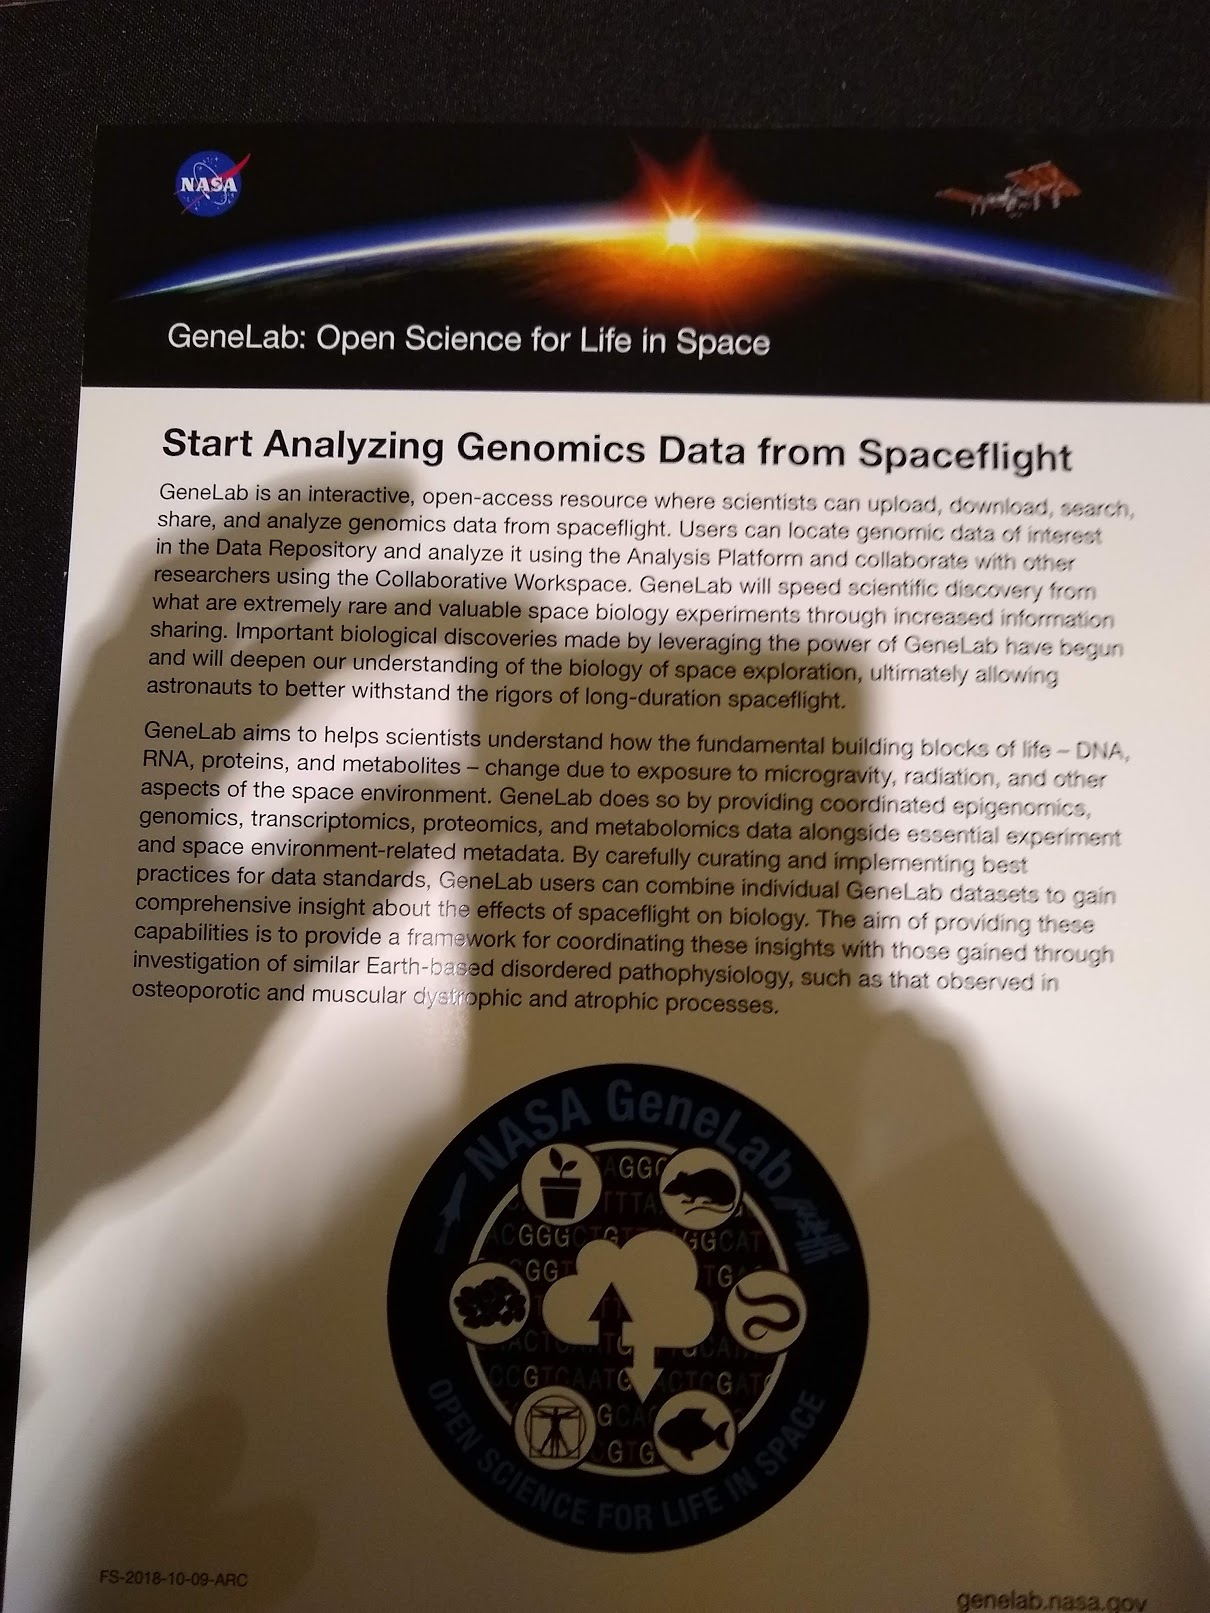 NASA
GeneLab: Open Science for Life in Space
Start Analyzing Genomics Data from Spaceflight
GeneLab is an interactive, open-access resource where scientists can upload, download, search,
share, and analyze genomics data from spaceflight. Users can locate genomic data of interest
in the Data Repository and analyze it using the Analysis Platform and collaborate with other
researchers using the Collaborative Workspace. GeneLab will speed scientific discovery from
what are extremely rare and valuable space biology experiments through increased information
sharing. Important biological discoveries made by leveraging the power of GeneLab have begun
and will deepen our understanding of the biology of space exploration, ultimately allowing
astronauts to better withstand the rigors of long-duration spaceflight.
GeneLab aims to helps scientists understand how the fundamental building blocks of life – DNA,
RNA, proteins, and metabolites – change due to exposure to microgravity, radiation, and other
aspects of the space environment. GeneLab does so by providing coordinated epigenomics,
genomics, transcriptomics, proteomics, and metabolomics data alongside essential experiment
and space environment-related metadata. By carefully curating and implementing best
practices for data standards, GeneLab users can combine individual GeneLab datasets to gain
comprehensive insight about the effects of spaceflight on biology. The aim of providing these
capabilities is to provide a framework for coordinating these insights with those gained through
investigation of similar Earth-based disordered pathophysiology, such as that observed in
osteoporotic and muscular dystrophic and atrophic processes.
NASA GeneLab
OPEN SCIENCE FOR LIFE IN SPACE
FS-2018-10-09-ARC
genelab.nasa.gov